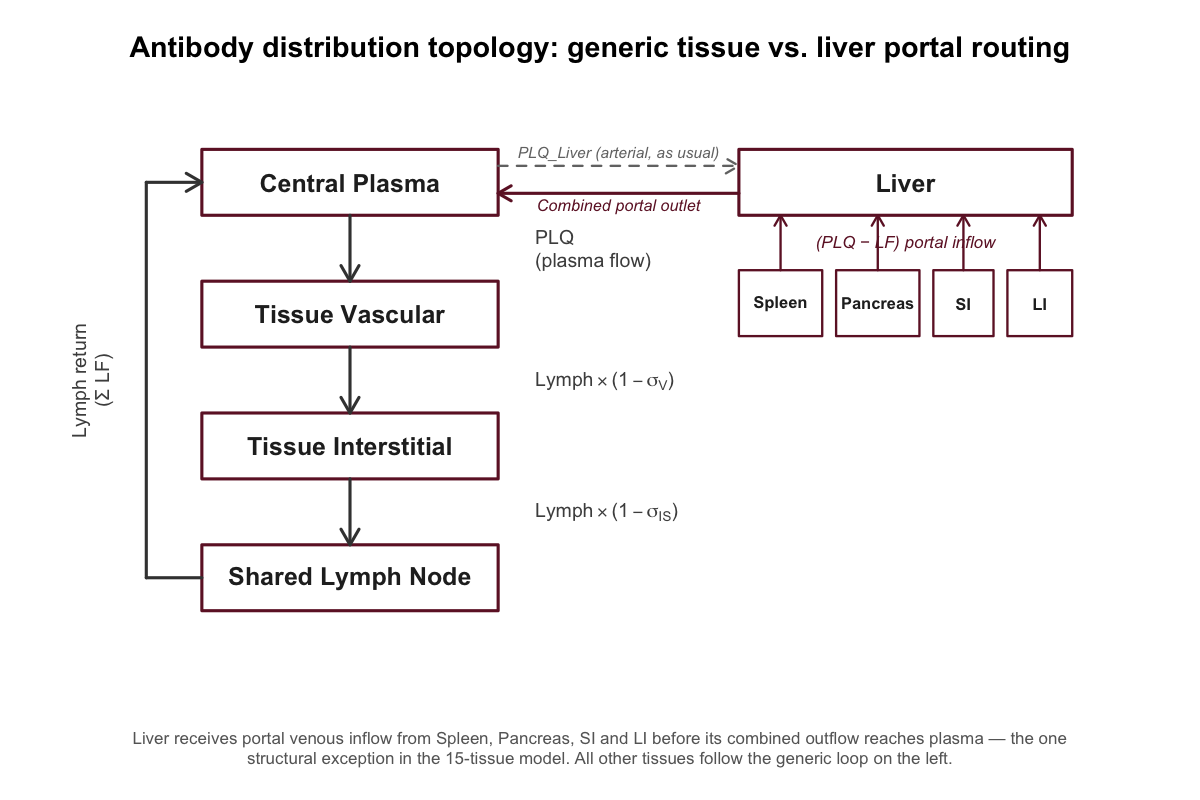 Antibody distribution topology: generic tissue vs. liver portal routing
PLQ_Liver (arterial, as usual)
Central Plasma
Liver
Combined portal outlet
PLQ
(plasma flow)
(PLQ − LF) portal inflow
Spleen
Pancreas
SI
LI
Tissue Vascular
Lymph return
(Σ LF)
Lymph × (1 − σV)
Tissue Interstitial
Lymph × (1 − σIS)
Shared Lymph Node
Liver receives portal venous inflow from Spleen, Pancreas, SI and LI before its combined outflow reaches plasma — the one
structural exception in the 15-tissue model. All other tissues follow the generic loop on the left.